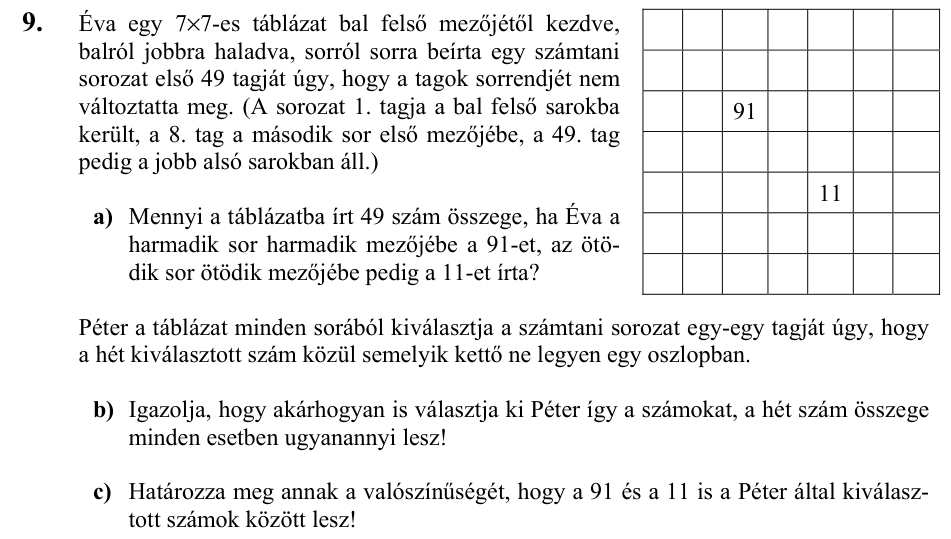 9. Éva egy 7×7-es táblázat bal felső mezőjétől kezdve,
balról jobbra haladva, sorról sorra beírta egy számtani
sorozat első 49 tagját úgy, hogy a tagok sorrendjét nem
változtatta meg. (A sorozat 1. tagja a bal felső sarokba
került, a 8. tag a második sor első mezőjébe, a 49. tag
pedig a jobb alsó sarokban áll.)
91
11
a) Mennyi a táblázatba írt 49 szám összege, ha Éva a
harmadik sor harmadik mezőjébe a 91-et, az ötö-
dik sor ötödik mezőjébe pedig a 11-et írta?
Péter a táblázat minden sorából kiválasztja a számtani sorozat egy-egy tagját úgy, hogy
a hét kiválasztott szám közül semelyik kettő ne legyen egy oszlopban.
b) Igazolja, hogy akárhogyan is választja ki Péter így a számokat, a hét szám összege
minden esetben ugyanannyi lesz!
c) Határozza meg annak a valószínűségét, hogy a 91 és a 11 is a Péter által kiválasz-
tott számok között lesz!